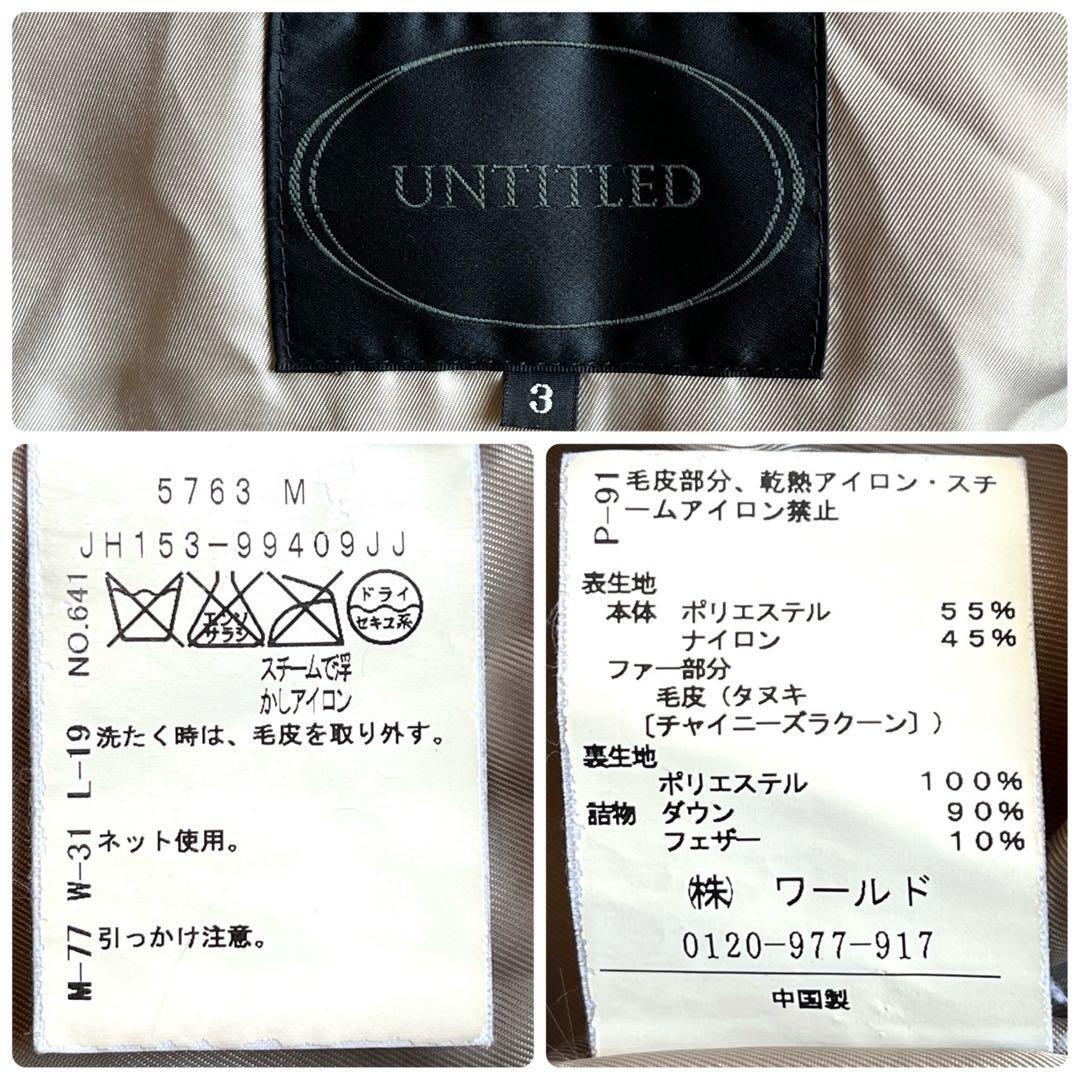 UNTITLED
3
5763 M
JH153-99409JJ
エンソ
サラシ
ドライ
セキユ系
スチームで浮
かしアイロン
洗たく時は、毛皮を取り外す。
ネット使用。
引っかけ注意。
M-77 W-31 L-19 NO.641
P-91
毛皮部分、乾熱アイロン・スチ
ームアイロン禁止
表生地
本体 ポリエステル 55%
ナイロン 45%
ファー部分
毛皮（タヌキ
〔チャイニーズラクーン〕）
裏生地
ポリエステル 100%
詰物 ダウン 90%
フェザー 10%
㈱ ワールド
0120-977-917
中国製